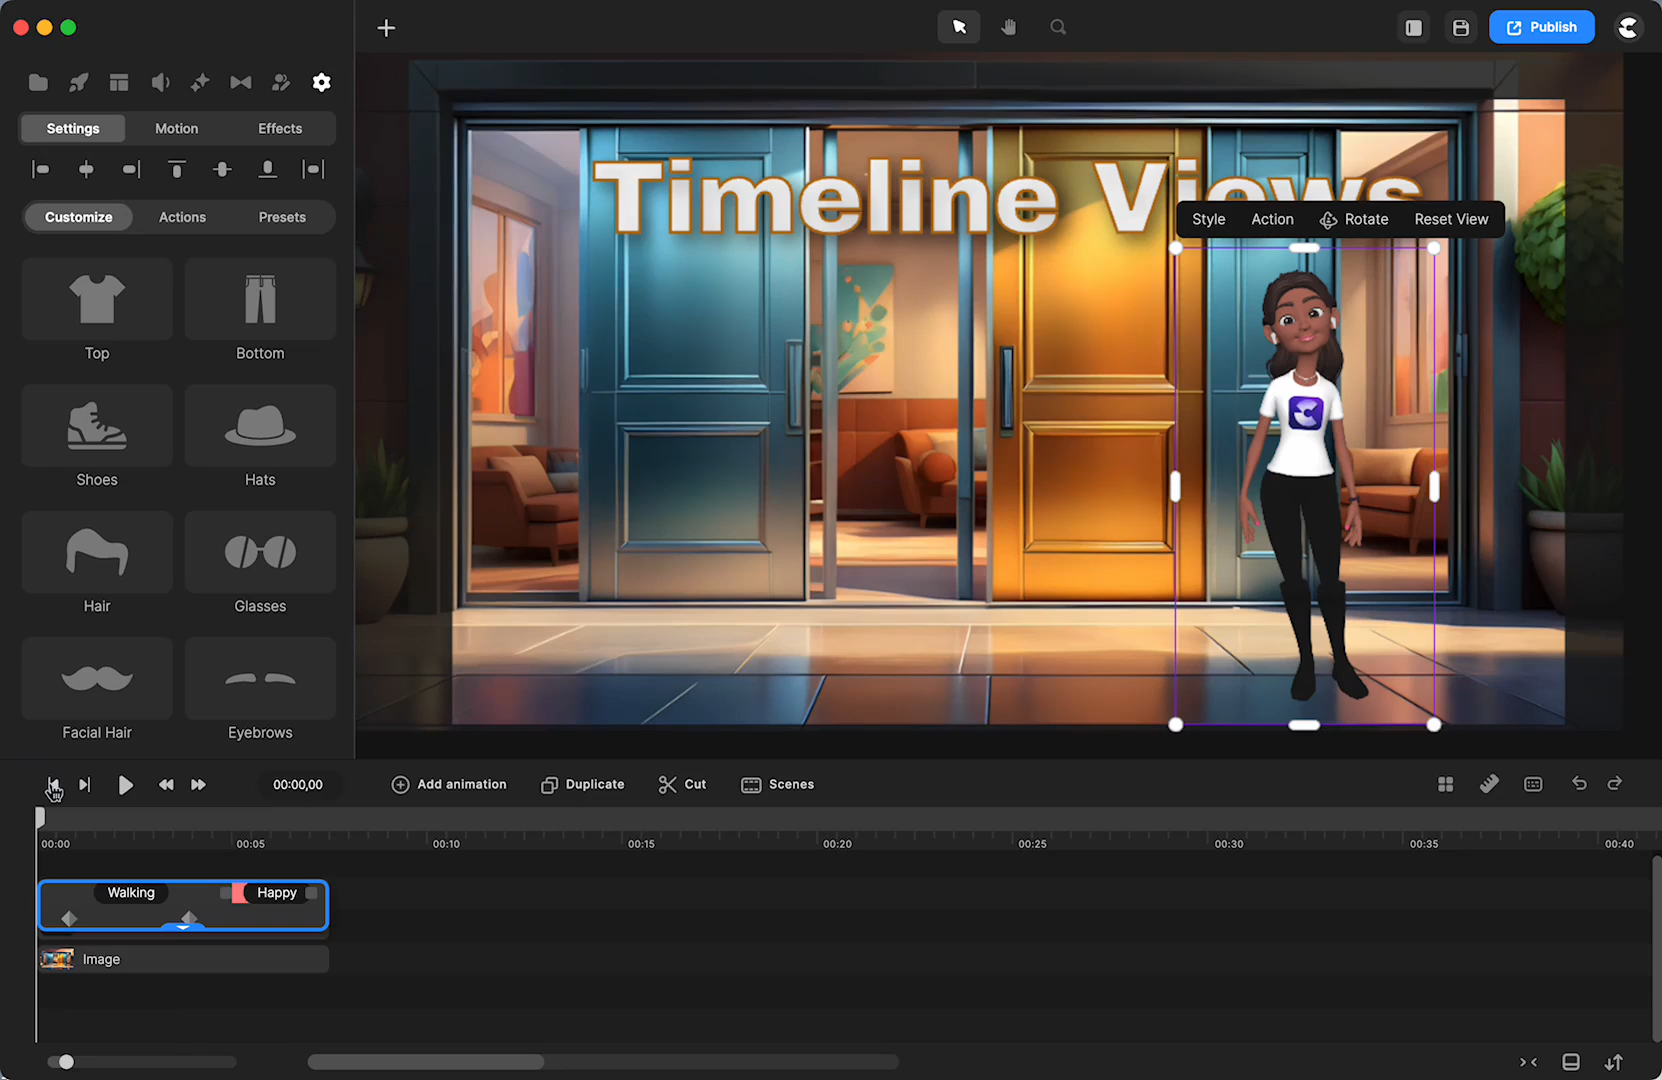 Publish
Settings Motion Effects
Customize Actions Presets
Timeline Views
Style Action Rotate Reset View
Top Bottom
Shoes Hats
Hair Glasses
Facial Hair Eyebrows
00:00,00 Add animation Duplicate Cut Scenes
00:00 00:05 00:10 00:15 00:20 00:25 00:30 00:35 00:40
Walking Happy
Image